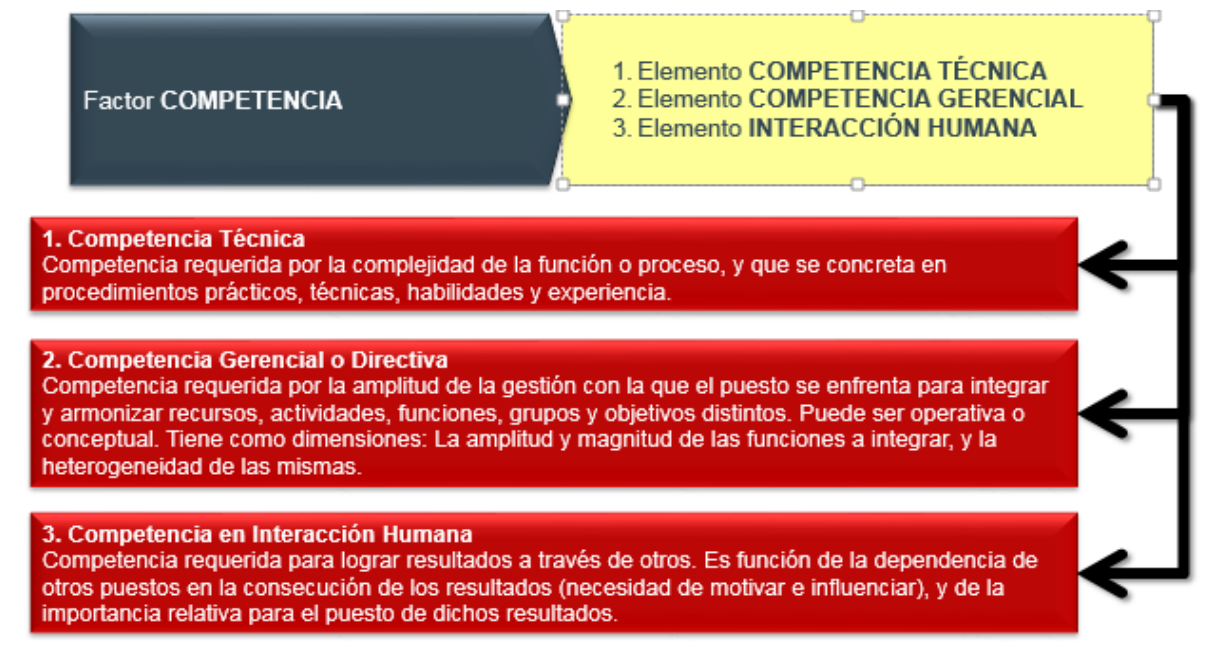 Factor COMPETENCIA
1. Elemento COMPETENCIA TÉCNICA
2. Elemento COMPETENCIA GERENCIAL
3. Elemento INTERACCIÓN HUMANA
1. Competencia Técnica
Competencia requerida por la complejidad de la función o proceso, y que se concreta en
procedimientos prácticos, técnicas, habilidades y experiencia.
2. Competencia Gerencial o Directiva
Competencia requerida por la amplitud de la gestión con la que el puesto se enfrenta para integrar
y armonizar recursos, actividades, funciones, grupos y objetivos distintos. Puede ser operativa o
conceptual. Tiene como dimensiones: La amplitud y magnitud de las funciones a integrar, y la
heterogeneidad de las mismas.
3. Competencia en Interacción Humana
Competencia requerida para lograr resultados a través de otros. Es función de la dependencia de
otros puestos en la consecución de los resultados (necesidad de motivar e influenciar), y de la
importancia relativa para el puesto de dichos resultados.